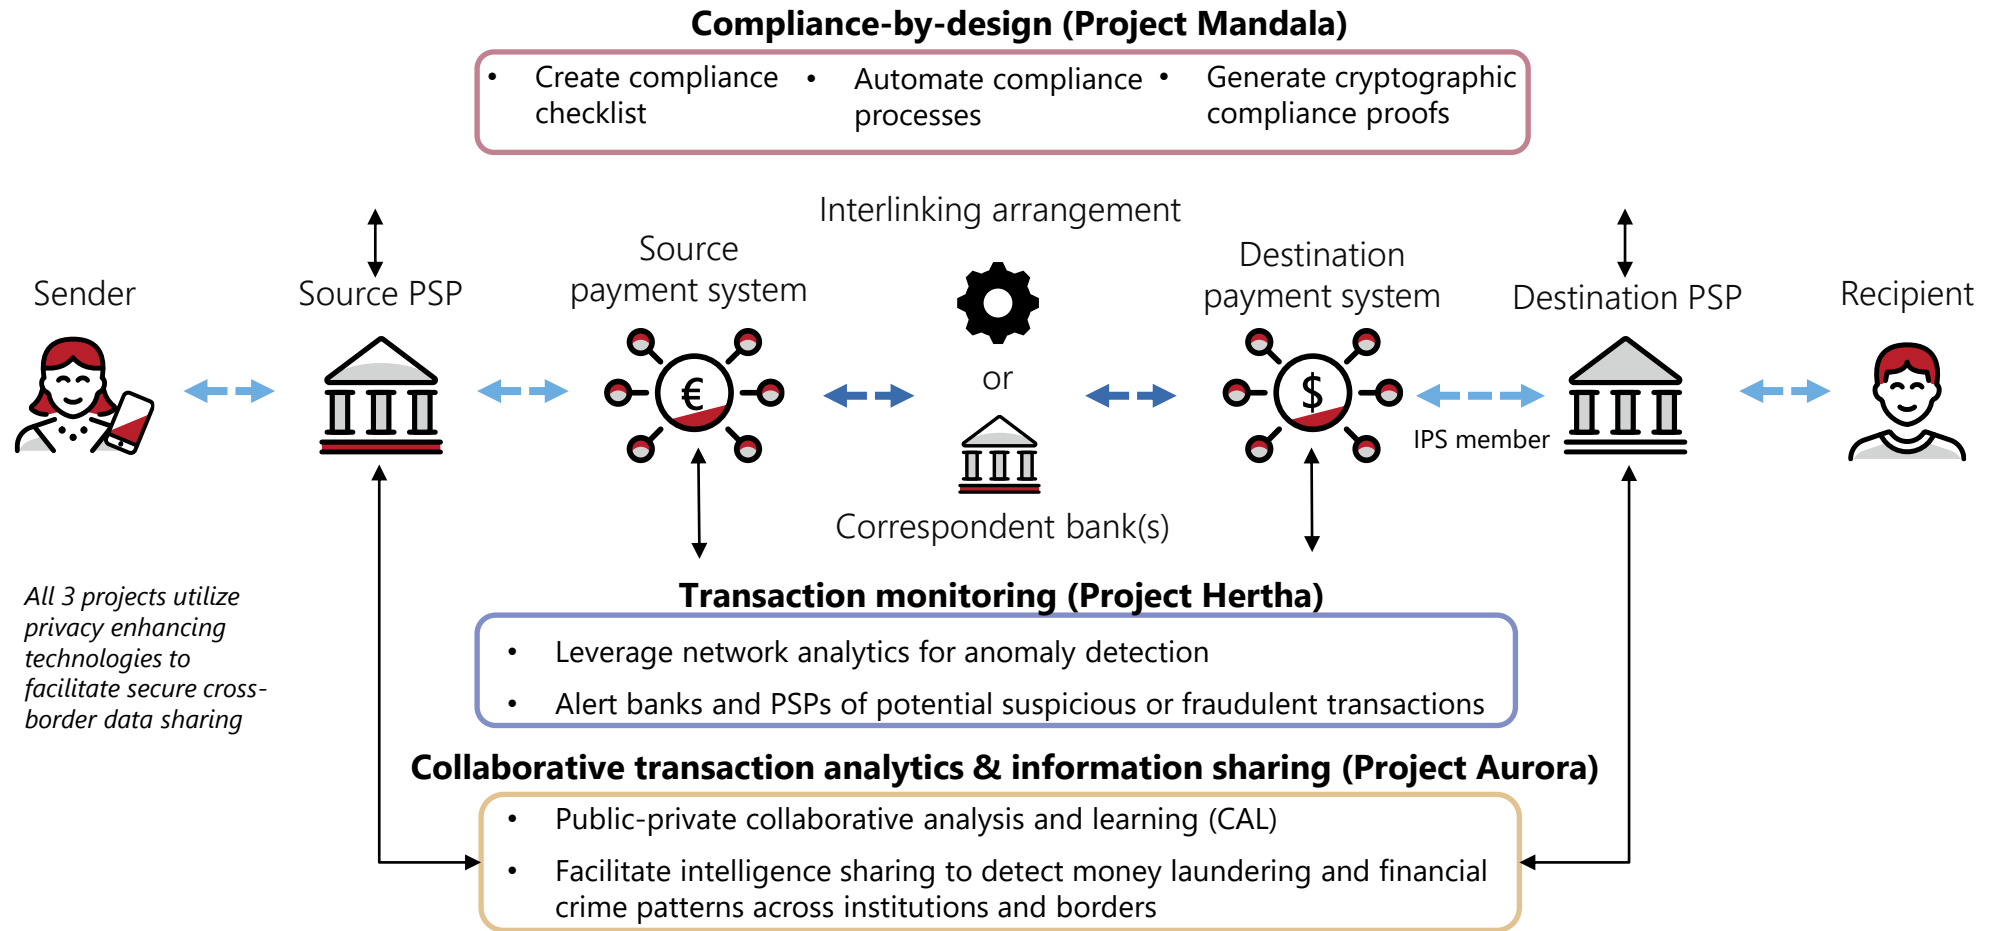 Compliance-by-design (Project Mandala)
• Create compliance
checklist
• Automate compliance
processes
• Generate cryptographic
compliance proofs
Interlinking arrangement
Sender
Source PSP
Source
payment system
Destination
payment system
Destination PSP
Recipient
€
or
$
IPS member
Correspondent bank(s)
All 3 projects utilize
privacy enhancing
technologies to
facilitate secure cross-
border data sharing
Transaction monitoring (Project Hertha)
• Leverage network analytics for anomaly detection
• Alert banks and PSPs of potential suspicious or fraudulent transactions
Collaborative transaction analytics & information sharing (Project Aurora)
• Public-private collaborative analysis and learning (CAL)
• Facilitate intelligence sharing to detect money laundering and financial
crime patterns across institutions and borders